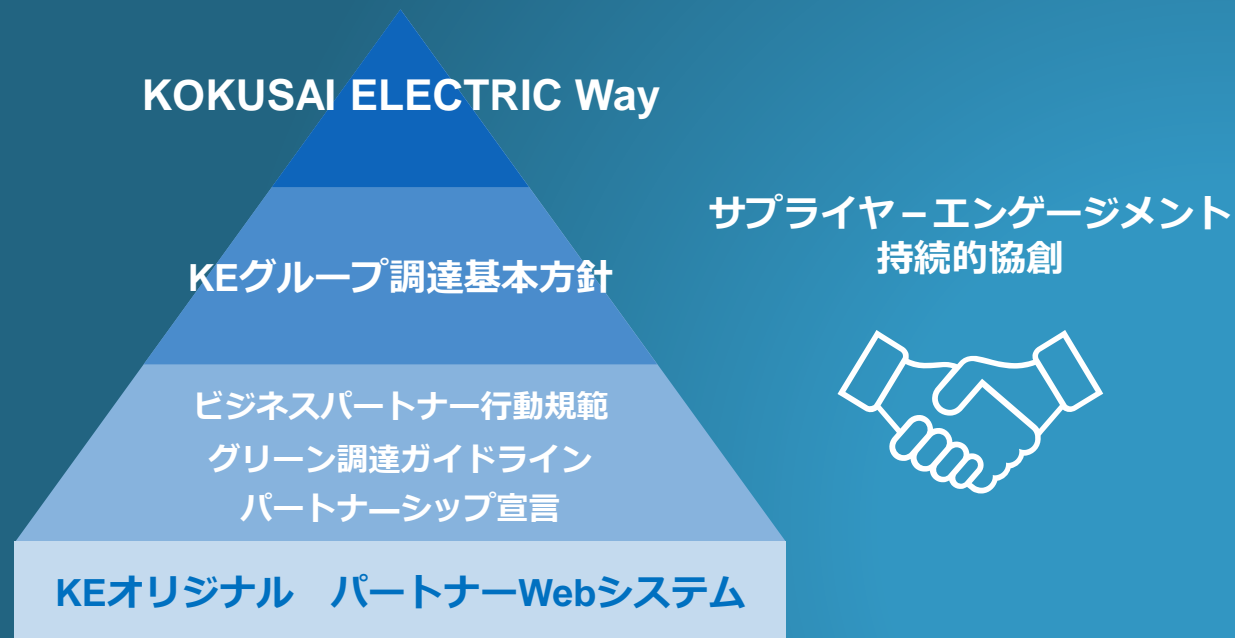 KOKUSAI ELECTRIC Way
KEグループ調達基本方針
ビジネスパートナー行動規範
グリーン調達ガイドライン
パートナーシップ宣言
KEオリジナル　パートナーWebシステム
サプライヤ–エンゲージメント
持続的協創